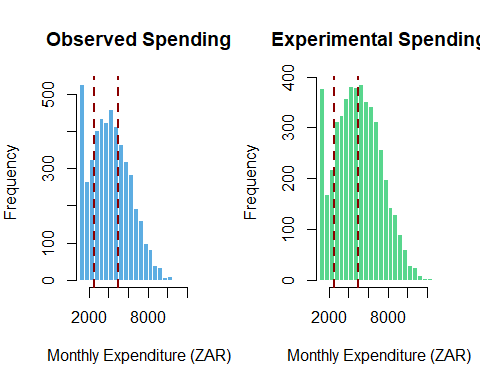 Observed Spending
Frequency
0
100
300
500
2000
8000
Monthly Expenditure (ZAR)
Experimental Spending
Frequency
0
100
200
300
400
2000
8000
Monthly Expenditure (ZAR)